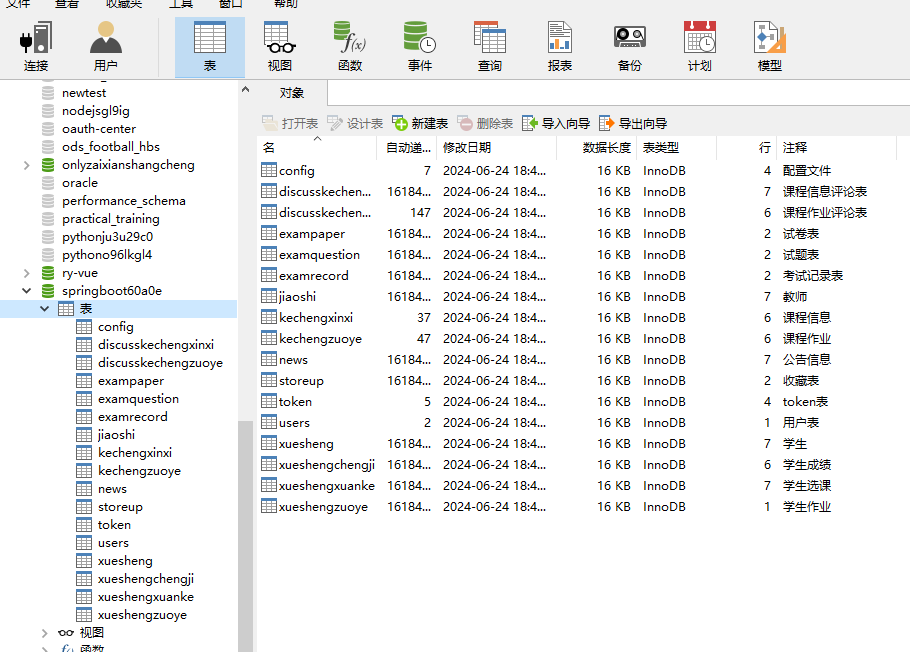 文件 查看 收藏夹 工具 窗口 帮助
连接 用户 表 视图 函数 事件 查询 报表 备份 计划 模型
newtest
nodejsgl9ig
oauth-center
ods_football_hbs
onlyzaixianshangcheng
oracle
performance_schema
practical_training
pythonju3u29c0
pythono96lkgl4
ry-vue
springboot60a0e
表
config
discusskechengxinxi
discusskechengzuoye
exampaper
examquestion
examrecord
jiaoshi
kechengxinxi
kechengzuoye
news
storeup
token
users
xuesheng
xueshengchengji
xueshengxuanke
xueshengzuoye
视图
函数
对象
打开表 设计表 新建表 删除表 导入向导 导出向导
名 自动递... 修改日期 数据长度 表类型 行 注释
config 7 2024-06-24 18:4... 16 KB InnoDB 4 配置文件
discusskechen... 16184... 2024-06-24 18:4... 16 KB InnoDB 7 课程信息评论表
discusskechen... 147 2024-06-24 18:4... 16 KB InnoDB 6 课程作业评论表
exampaper 16184... 2024-06-24 18:4... 16 KB InnoDB 2 试卷表
examquestion 16184... 2024-06-24 18:4... 16 KB InnoDB 2 试题表
examrecord 16184... 2024-06-24 18:4... 16 KB InnoDB 2 考试记录表
jiaoshi 16184... 2024-06-24 18:4... 16 KB InnoDB 7 教师
kechengxinxi 37 2024-06-24 18:4... 16 KB InnoDB 6 课程信息
kechengzuoye 47 2024-06-24 18:4... 16 KB InnoDB 6 课程作业
news 16184... 2024-06-24 18:4... 16 KB InnoDB 7 公告信息
storeup 16184... 2024-06-24 18:4... 16 KB InnoDB 2 收藏表
token 5 2024-06-24 18:4... 16 KB InnoDB 4 token表
users 2 2024-06-24 18:4... 16 KB InnoDB 1 用户表
xuesheng 16184... 2024-06-24 18:4... 16 KB InnoDB 7 学生
xueshengchengji 16184... 2024-06-24 18:4... 16 KB InnoDB 6 学生成绩
xueshengxuanke 16184... 2024-06-24 18:4... 16 KB InnoDB 7 学生选课
xueshengzuoye 16184... 2024-06-24 18:4... 16 KB InnoDB 1 学生作业